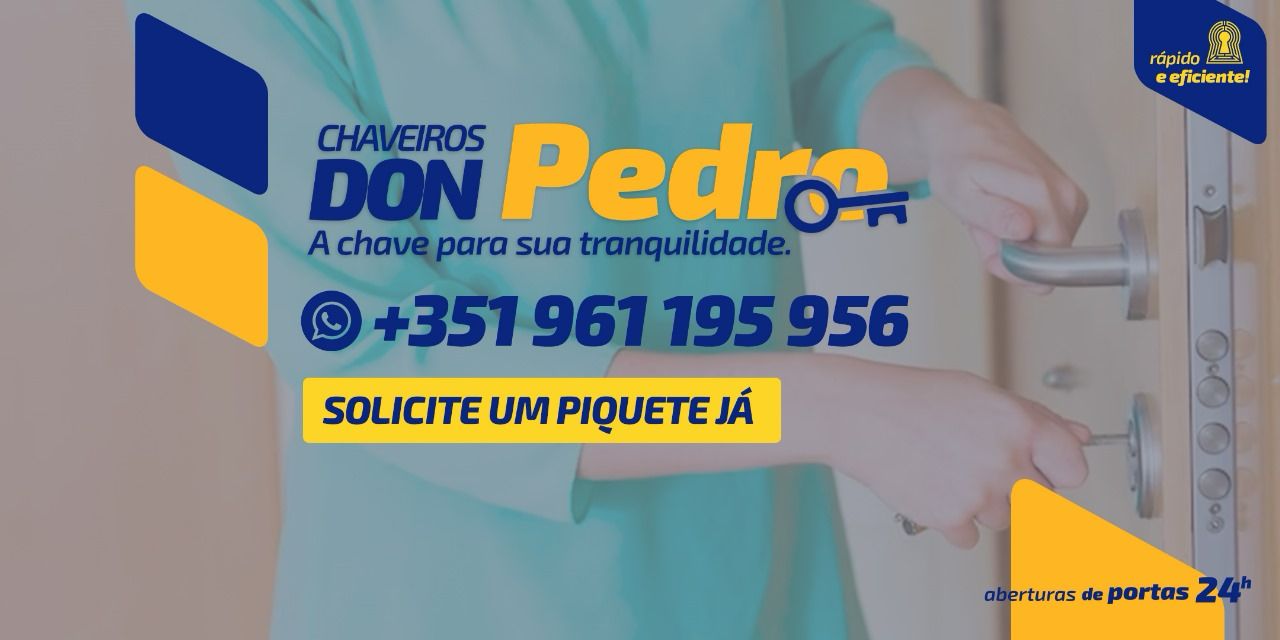 rápido
e eficiente!
CHAVEIROS
DON Pedro
A chave para sua tranquilidade.
+351 961 195 956
SOLICITE UM PIQUETE JÁ
aberturas de portas 24h